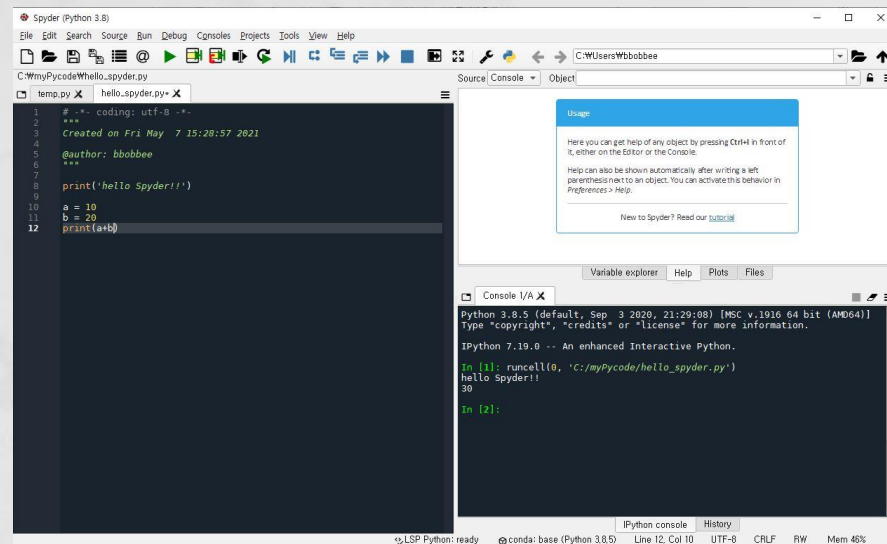 Spyder (Python 3.8)
File Edit Search Source Run Debug Consoles Projects Tools View Help
C:₩Users₩bbobbee
C:₩myPycode₩hello_spyder.py
temp.py hello_spyder.py*
1 # -*- coding: utf-8 -*-
2 """
3 Created on Fri May  7 15:28:57 2021
4
5 @author: bbobbee
6 """
7
8 print('hello Spyder!!')
9
10 a = 10
11 b = 20
12 print(a+b)
Source Console Object
Usage
Here you can get help of any object by pressing Ctrl+I in front of
it, either on the Editor or the Console.
Help can also be shown automatically after writing a left
parenthesis next to an object. You can activate this behavior in
Preferences > Help.
New to Spyder? Read our tutorial
Variable explorer Help Plots Files
Console 1/A
Python 3.8.5 (default, Sep  3 2020, 21:29:08) [MSC v.1916 64 bit (AMD64)]
Type "copyright", "credits" or "license" for more information.
IPython 7.19.0 -- An enhanced Interactive Python.
In [1]: runcell(0, 'C:/myPycode/hello_spyder.py')
hello Spyder!!
30
In [2]:
IPython console History
LSP Python: ready conda: base (Python 3.8.5) Line 12, Col 10 UTF-8 CRLF RW Mem 46%